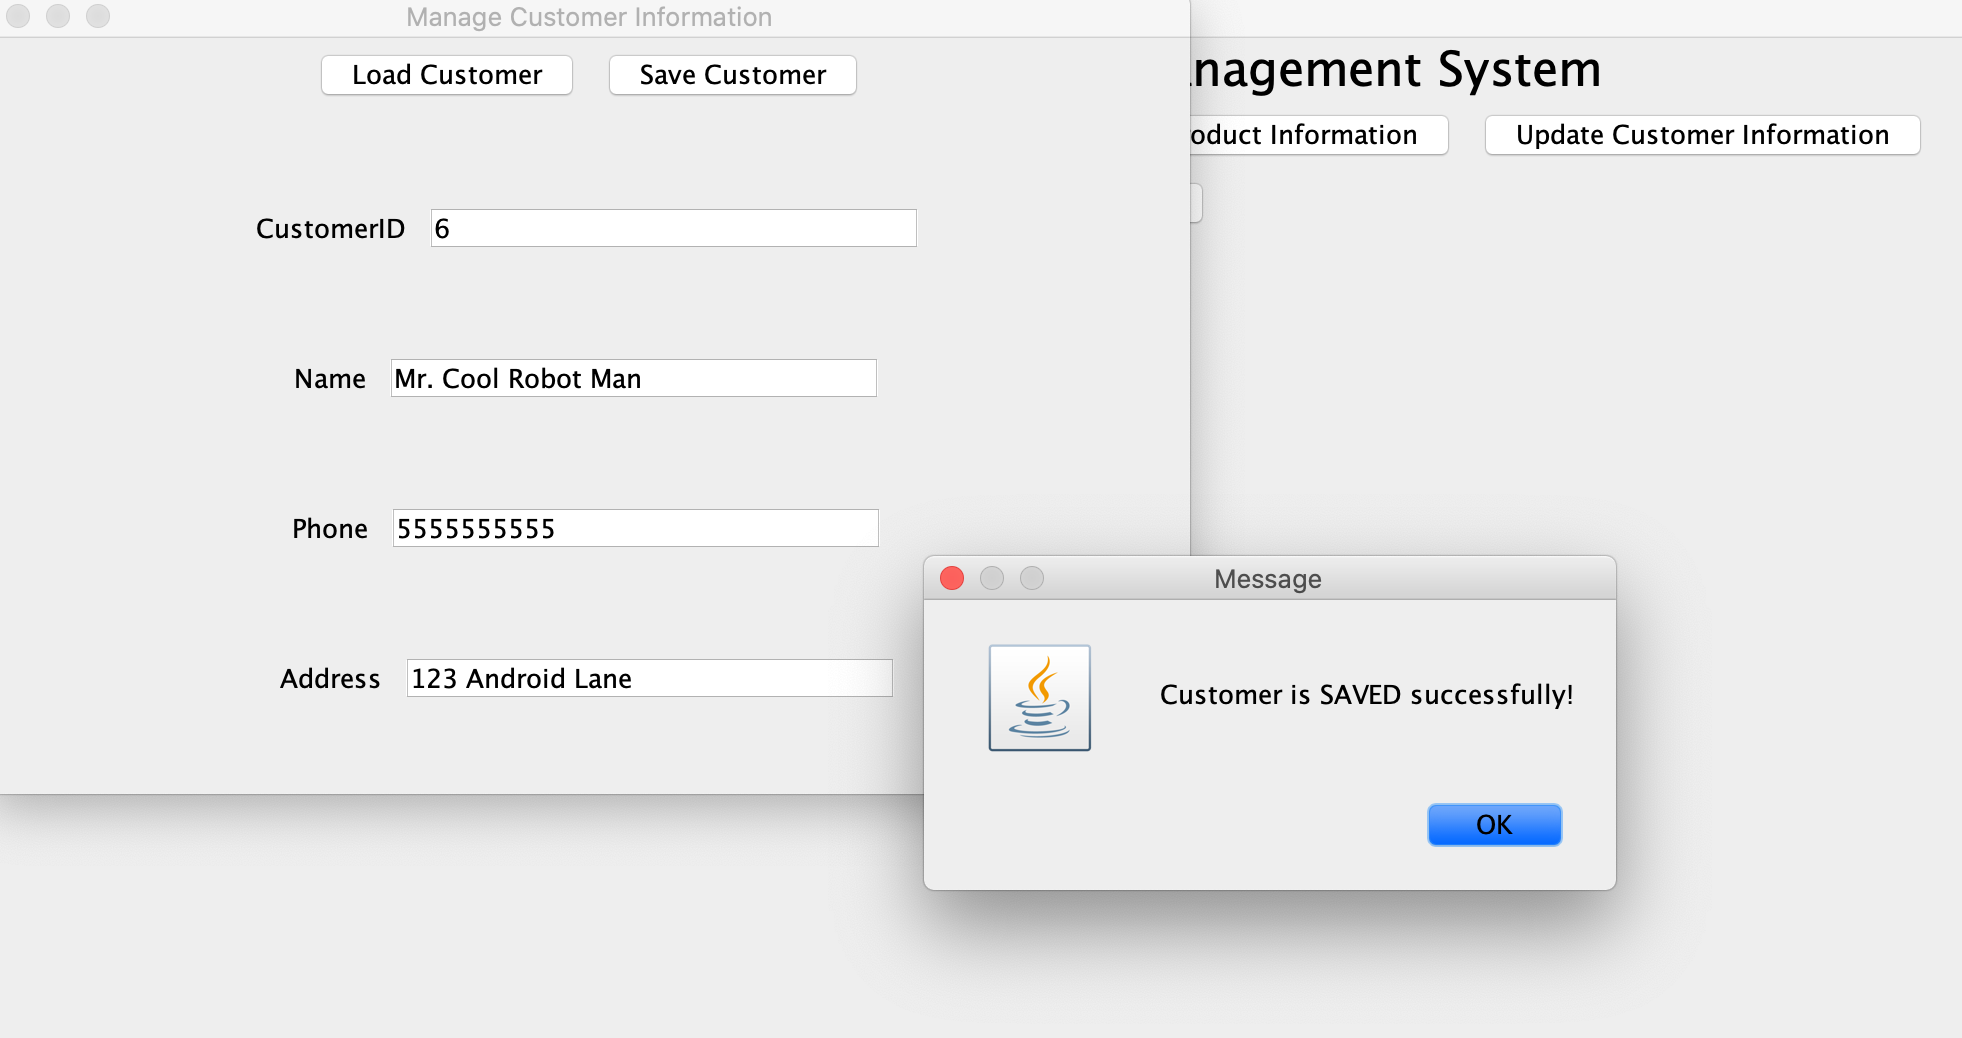 Manage Customer Information
Load Customer Save Customer
CustomerID 6
Name Mr. Cool Robot Man
Phone 5555555555
Address 123 Android Lane
nagement System
oduct Information Update Customer Information
Message
Customer is SAVED successfully!
OK